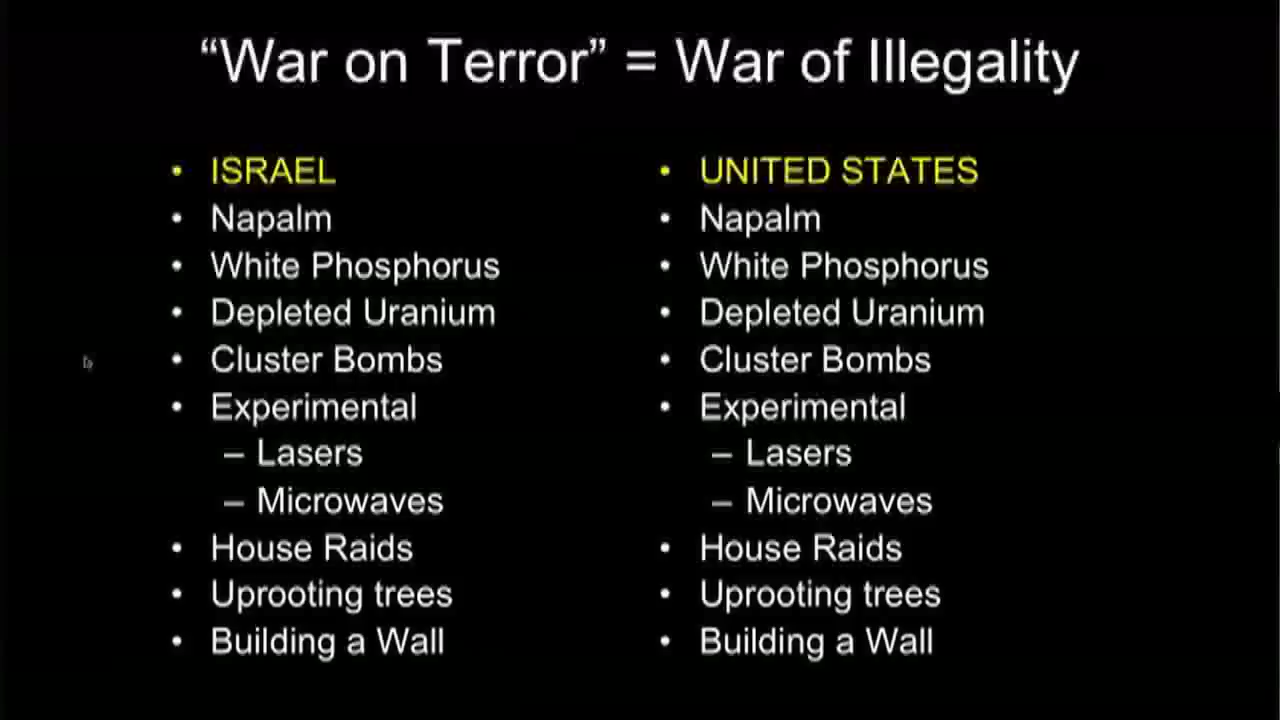 “War on Terror” = War of Illegality
• ISRAEL
• Napalm
• White Phosphorus
• Depleted Uranium
• Cluster Bombs
• Experimental
– Lasers
– Microwaves
• House Raids
• Uprooting trees
• Building a Wall
• UNITED STATES
• Napalm
• White Phosphorus
• Depleted Uranium
• Cluster Bombs
• Experimental
– Lasers
– Microwaves
• House Raids
• Uprooting trees
• Building a Wall